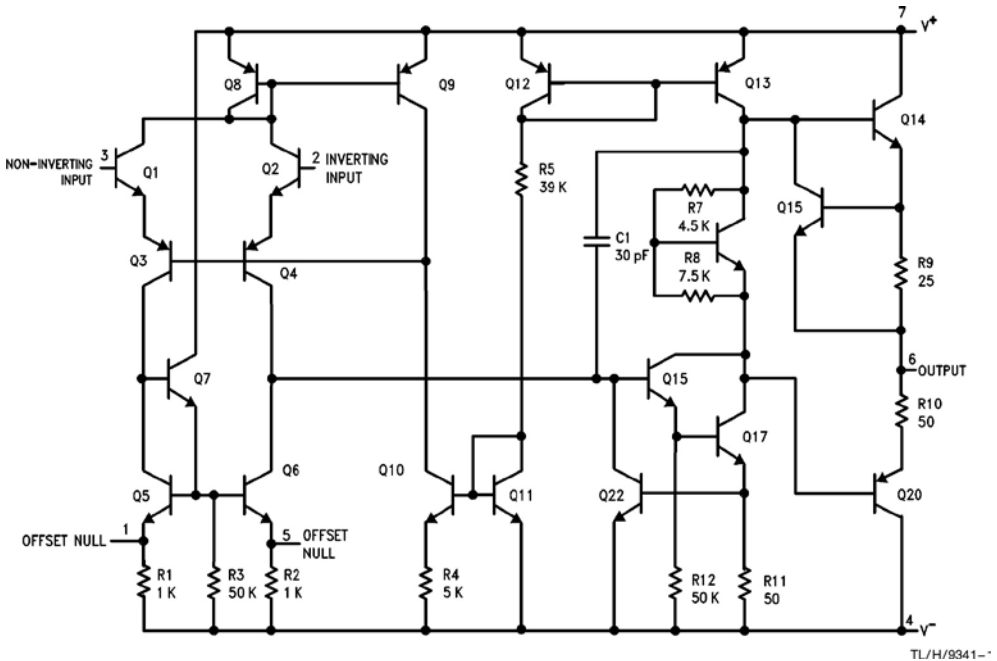 7
V+
Q8
Q9
Q12
Q13
Q14
NON-INVERTING
INPUT
3
Q1
Q2
2 INVERTING
INPUT
R5
39 K
R7
4.5 K
Q15
Q3
Q4
C1
30 pF
R8
7.5 K
R9
25
Q7
Q15
6
OUTPUT
R10
50
Q17
Q5
Q6
Q10
Q11
Q22
Q20
OFFSET NULL
1
5
OFFSET
NULL
R1
1 K
R3
50 K
R2
1 K
R4
5 K
R12
50 K
R11
50
4
V−
TL/H/9341–1